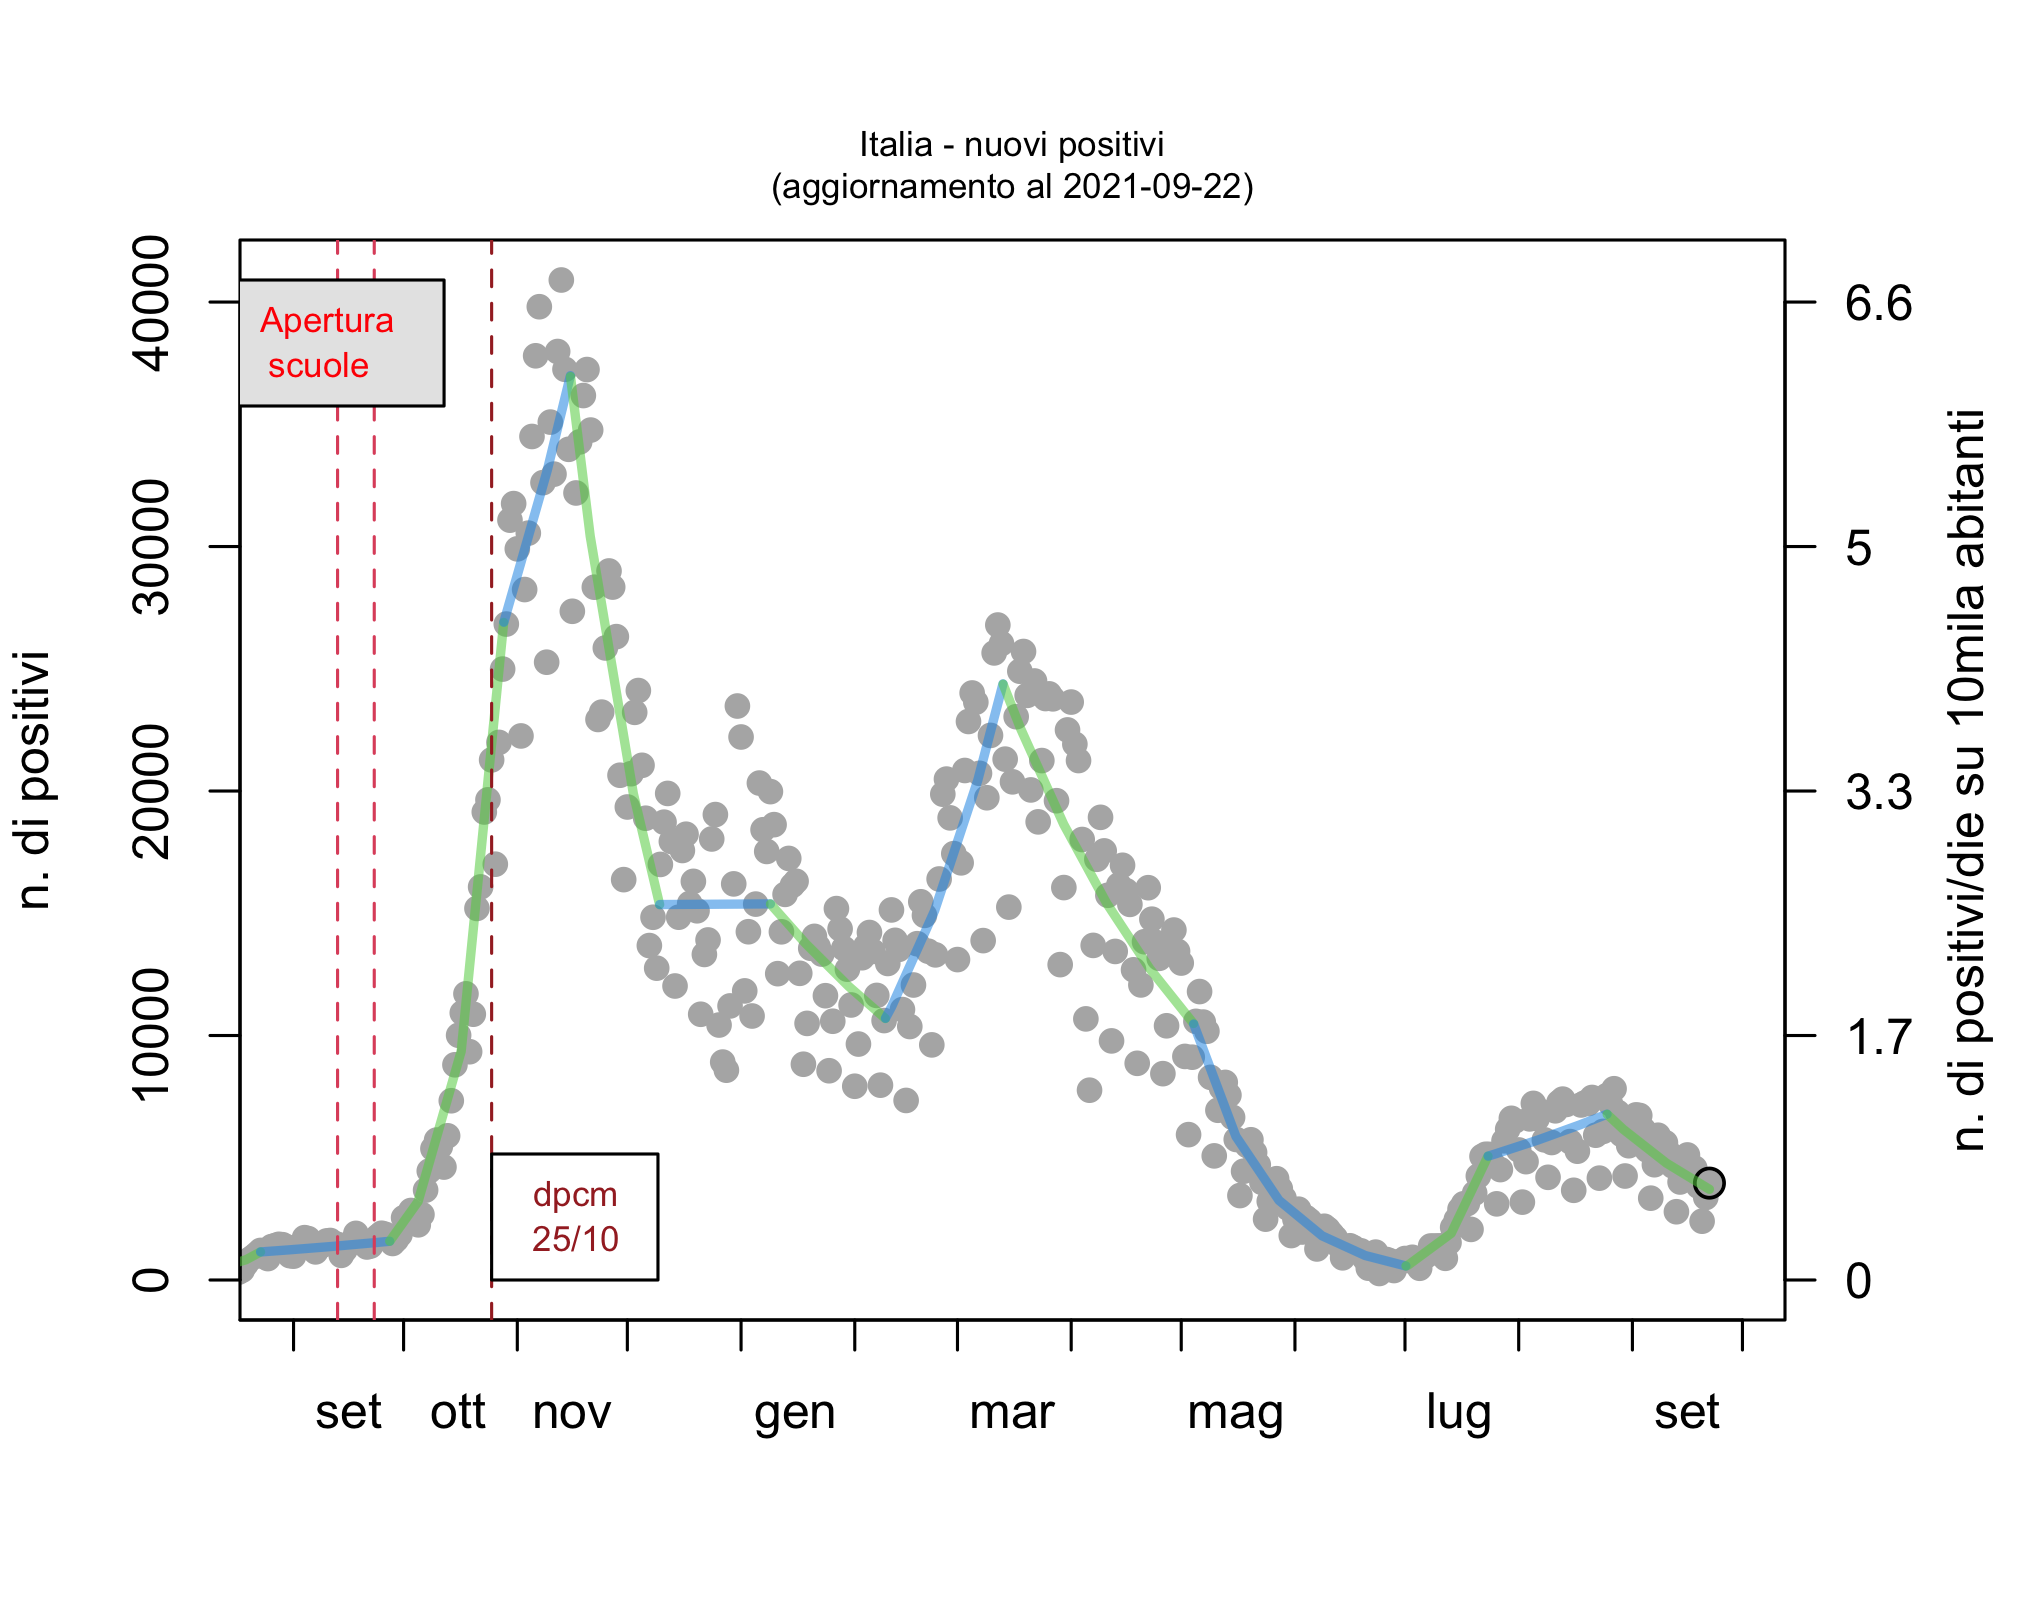 Italia - nuovi positivi
(aggiornamento al 2021-09-22)
n. di positivi
40000
30000
20000
10000
0
Apertura
scuole
dpcm
25/10
6.6
5
3.3
1.7
0
n. di positivi/die su 10mila abitanti
set ott nov gen mar mag lug set